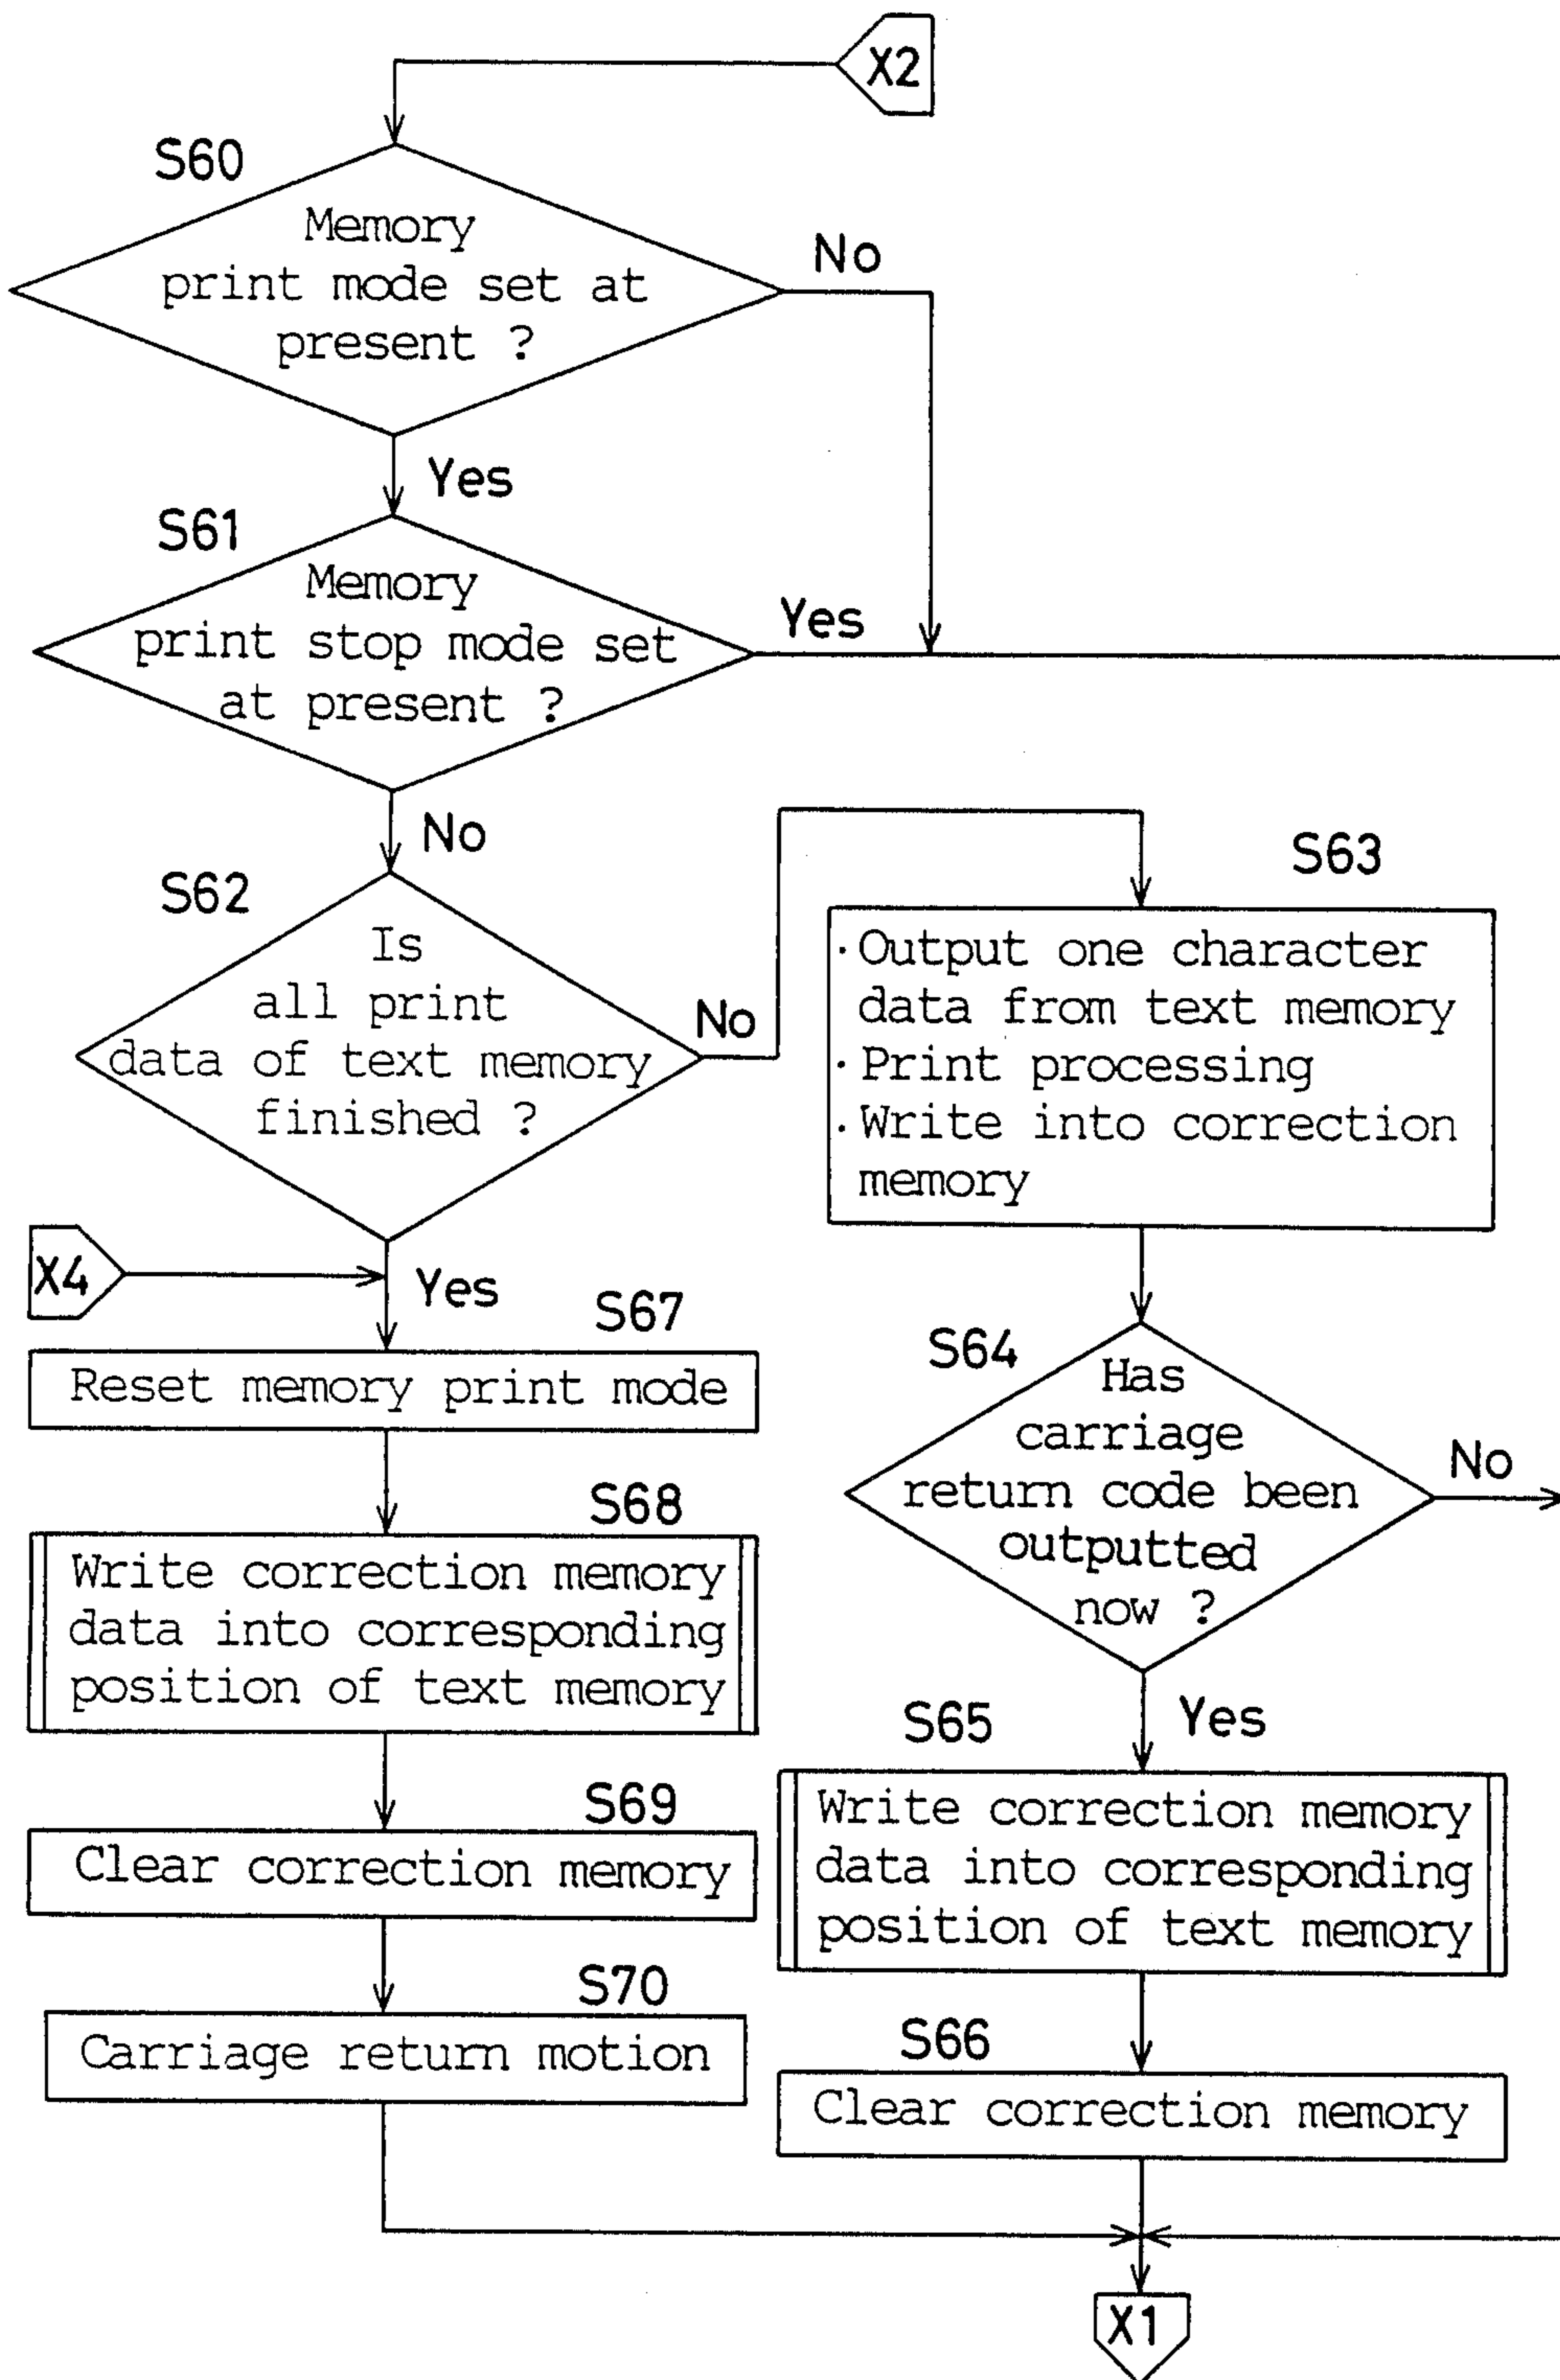 X2
S60
Memory
print mode set at
present ?
No
Yes
S61
Memory
print stop mode set
at present ?
Yes
No
S62
Is
all print
data of text memory
finished ?
No
S63
· Output one character
data from text memory
· Print processing
· Write into correction
memory
X4
Yes
S67
Reset memory print mode
S64
Has
carriage
return code been
outputted
now ?
No
Yes
S68
Write correction memory
data into corresponding
position of text memory
S65
Write correction memory
data into corresponding
position of text memory
S69
Clear correction memory
S70
Carriage return motion
S66
Clear correction memory
X1